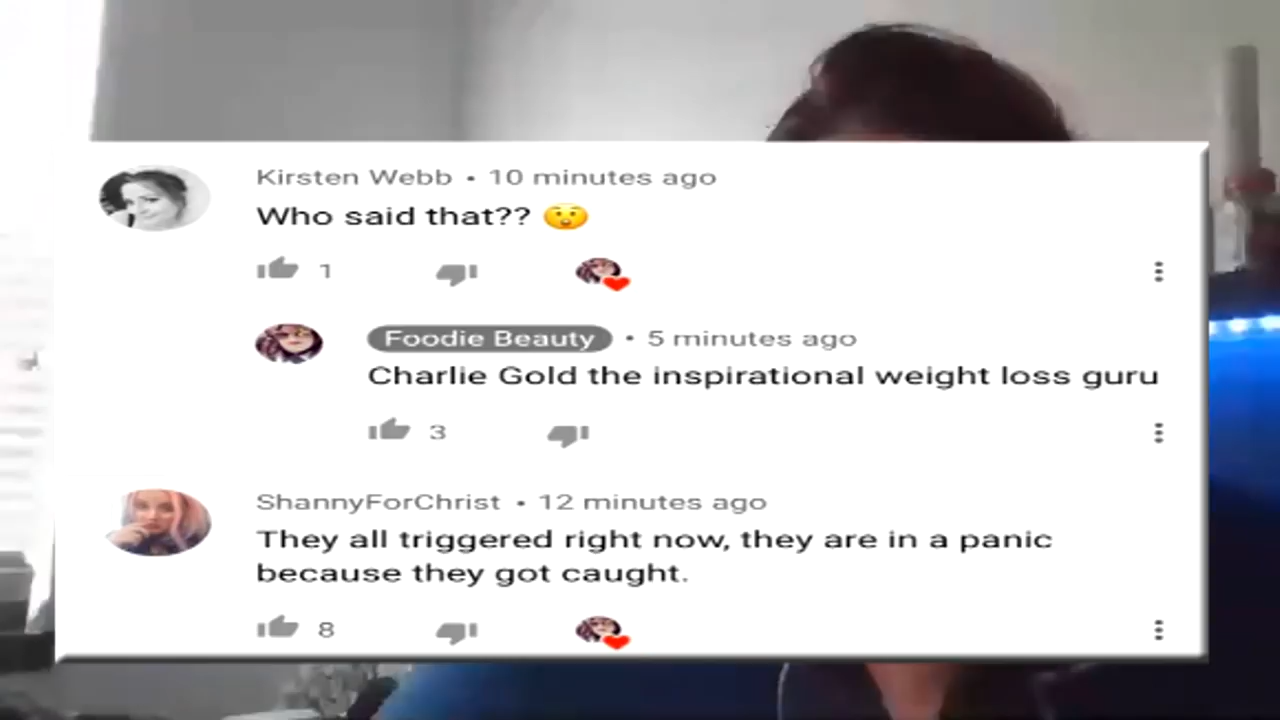 Kirsten Webb • 10 minutes ago
Who said that?? 😲
1
Foodie Beauty • 5 minutes ago
Charlie Gold the inspirational weight loss guru
3
ShannyForChrist • 12 minutes ago
They all triggered right now, they are in a panic
because they got caught.
8